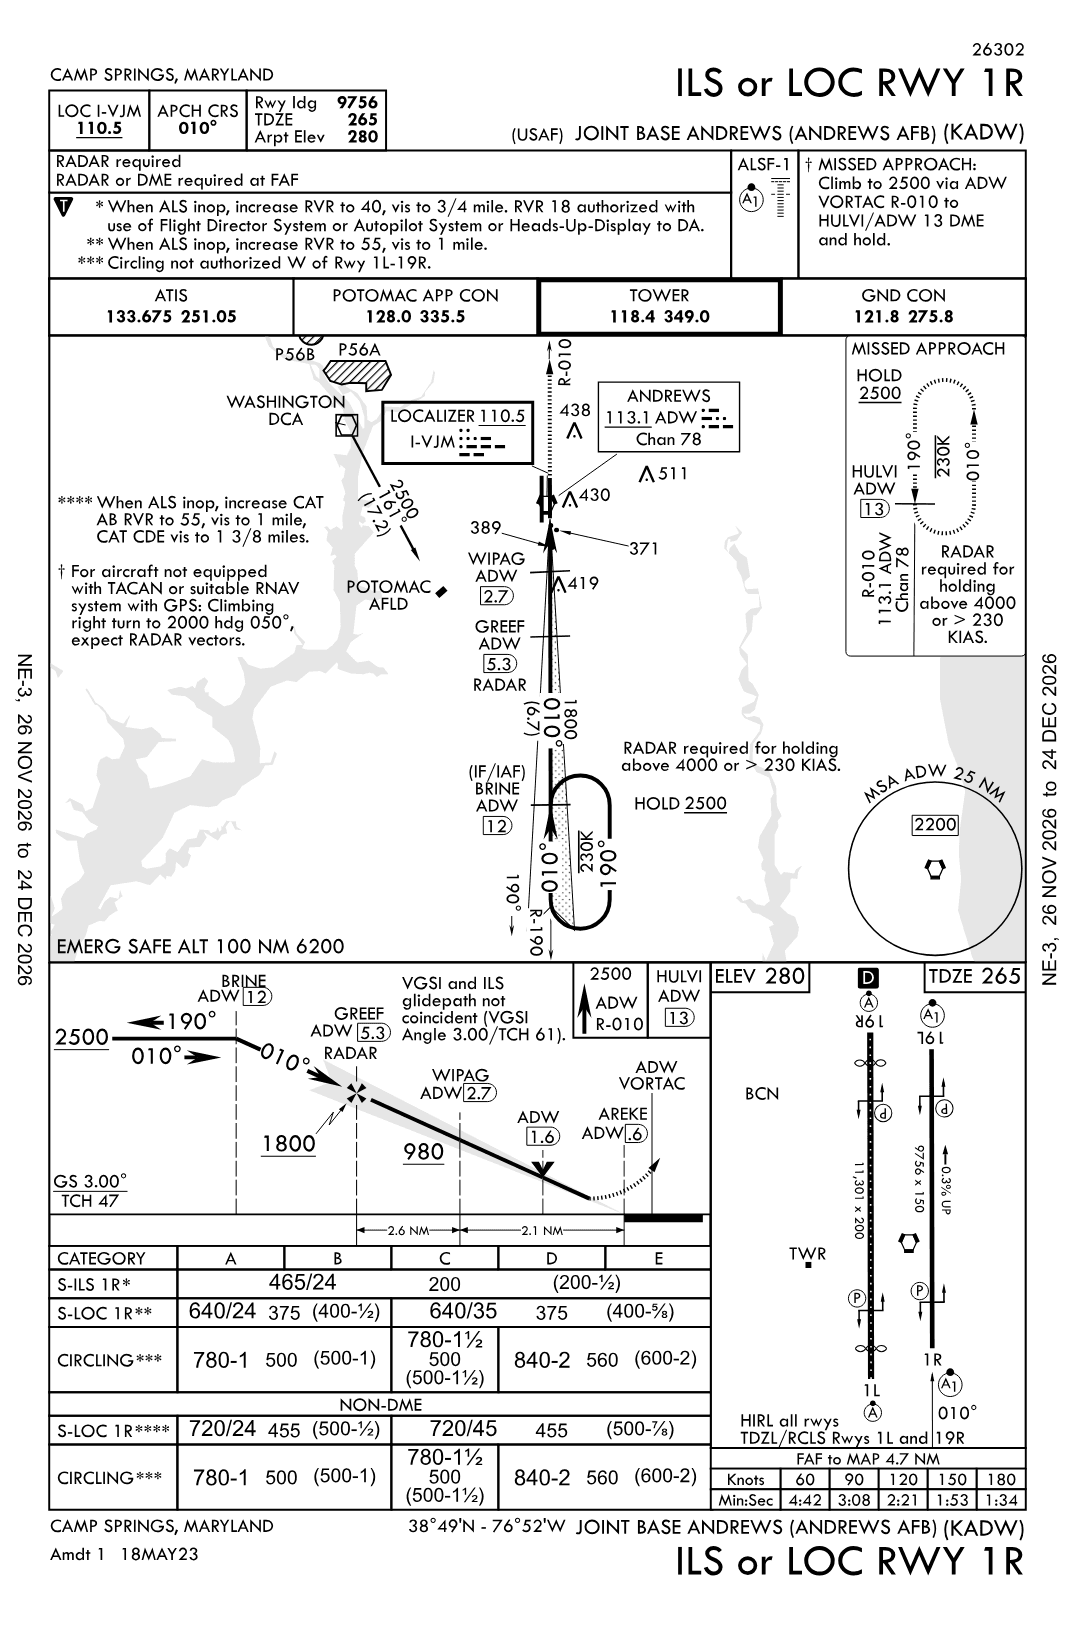 26302
CAMP SPRINGS, MARYLAND
ILS or LOC RWY 1R
(USAF) JOINT BASE ANDREWS (ANDREWS AFB) (KADW)
LOC I-VJM
110.5
APCH CRS
010°
Rwy ldg 9756
TDZE 265
Arpt Elev 280
RADAR required
RADAR or DME required at FAF
T
* When ALS inop, increase RVR to 40, vis to 3/4 mile. RVR 18 authorized with
use of Flight Director System or Autopilot System or Heads-Up-Display to DA.
** When ALS inop, increase RVR to 55, vis to 1 mile.
*** Circling not authorized W of Rwy 1L-19R.
ALSF-1
A1
† MISSED APPROACH:
Climb to 2500 via ADW
VORTAC R-010 to
HULVI/ADW 13 DME
and hold.
ATIS
133.675 251.05
POTOMAC APP CON
128.0 335.5
TOWER
118.4 349.0
GND CON
121.8 275.8
P56B
P56A
WASHINGTON
DCA
2500
161°
(17.2)
LOCALIZER 110.5
I-VJM
R-010
438
ANDREWS
113.1 ADW
Chan 78
511
430
389
371
419
WIPAG
ADW
2.7
GREEF
ADW
5.3
RADAR
POTOMAC
AFLD
**** When ALS inop, increase CAT
AB RVR to 55, vis to 1 mile,
CAT CDE vis to 1 3/8 miles.
† For aircraft not equipped
with TACAN or suitable RNAV
system with GPS: Climbing
right turn to 2000 hdg 050°,
expect RADAR vectors.
MISSED APPROACH
HOLD
2500
190°
230K
010°
HULVI
ADW
13
R-010
113.1 ADW
Chan 78
RADAR
required for
holding
above 4000
or > 230
KIAS.
1800
010°
(6.7)
(IF/IAF)
BRINE
ADW
12
RADAR required for holding
above 4000 or > 230 KIAS.
HOLD 2500
010°
230K
190°
190°
R-190
MSA ADW 25 NM
2200
EMERG SAFE ALT 100 NM 6200
NE-3, 26 NOV 2026 to 24 DEC 2026
NE-3, 26 NOV 2026 to 24 DEC 2026
BRINE
ADW 12
2500
190°
010°
010°
GREEF
ADW 5.3
RADAR
1800
VGSI and ILS
glidepath not
coincident (VGSI
Angle 3.00/TCH 61).
2500
ADW
R-010
HULVI
ADW
13
WIPAG
ADW 2.7
980
ADW
1.6
AREKE
ADW .6
ADW
VORTAC
GS 3.00°
TCH 47
2.6 NM
2.1 NM
ELEV 280
D
TDZE 265
A
19R
A1
19L
BCN
P
P
11,301 x 200
9756 x 150
0.3% UP
TWR
P
P
1L
A
1R
A1
010°
HIRL all rwys
TDZL/RCLS Rwys 1L and 19R
FAF to MAP 4.7 NM
Knots 60 90 120 150 180
Min:Sec 4:42 3:08 2:21 1:53 1:34
CATEGORY A B C D E
S-ILS 1R* 465/24 200 (200-½)
S-LOC 1R** 640/24 375 (400-½) 640/35 375 (400-⅝)
CIRCLING*** 780-1 500 (500-1) 780-1½ 500 (500-1½) 840-2 560 (600-2)
NON-DME
S-LOC 1R**** 720/24 455 (500-½) 720/45 455 (500-⅞)
CIRCLING*** 780-1 500 (500-1) 780-1½ 500 (500-1½) 840-2 560 (600-2)
CAMP SPRINGS, MARYLAND
38°49'N - 76°52'W JOINT BASE ANDREWS (ANDREWS AFB) (KADW)
Amdt 1 18MAY23
ILS or LOC RWY 1R